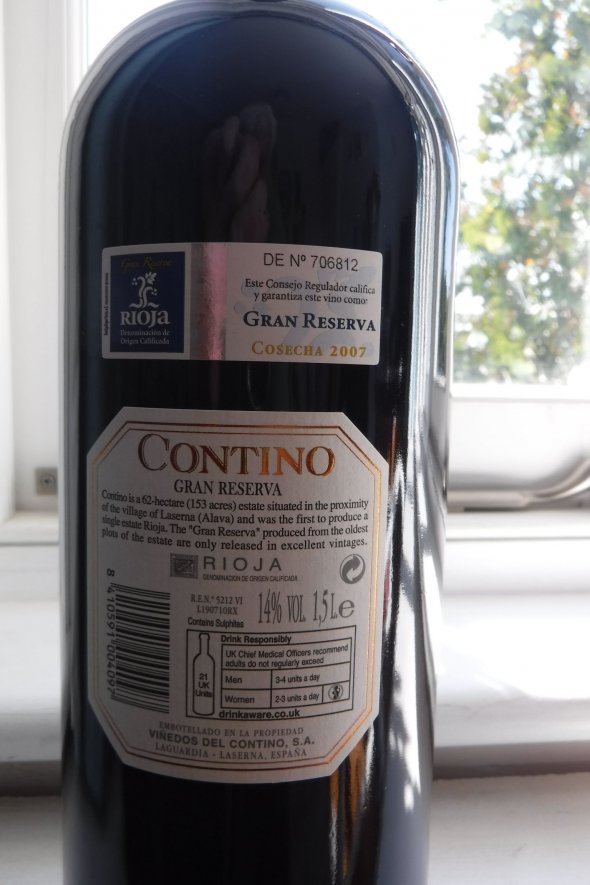 DE Nº 706812
Gran Reserva
RIOJA
Denominación de
Origen Calificada
Este Consejo Regulador califica
y garantiza este vino como:
GRAN RESERVA
COSECHA 2007
CONTINO
GRAN RESERVA
Contino is a 62-hectare (153 acres) estate situated in the proximity
of the village of Laserna (Alava) and was the first to produce a
single estate Rioja. The "Gran Reserva" produced from the oldest
plots of the estate are only released in excellent vintages.
RIOJA
DENOMINACIÓN DE ORIGEN CALIFICADA
R.E.N.º 5212 VI
L190710RX
14% VOL. 1,5 L e
Contains Sulphites
8 410591 004097
Drink Responsibly
UK Chief Medical Officers recommend
adults do not regularly exceed
Men 3-4 units a day
Women 2-3 units a day
21
UK
Units
drinkaware.co.uk
EMBOTELLADO EN LA PROPIEDAD
VIÑEDOS DEL CONTINO, S.A.
LAGUARDIA - LASERNA, ESPAÑA